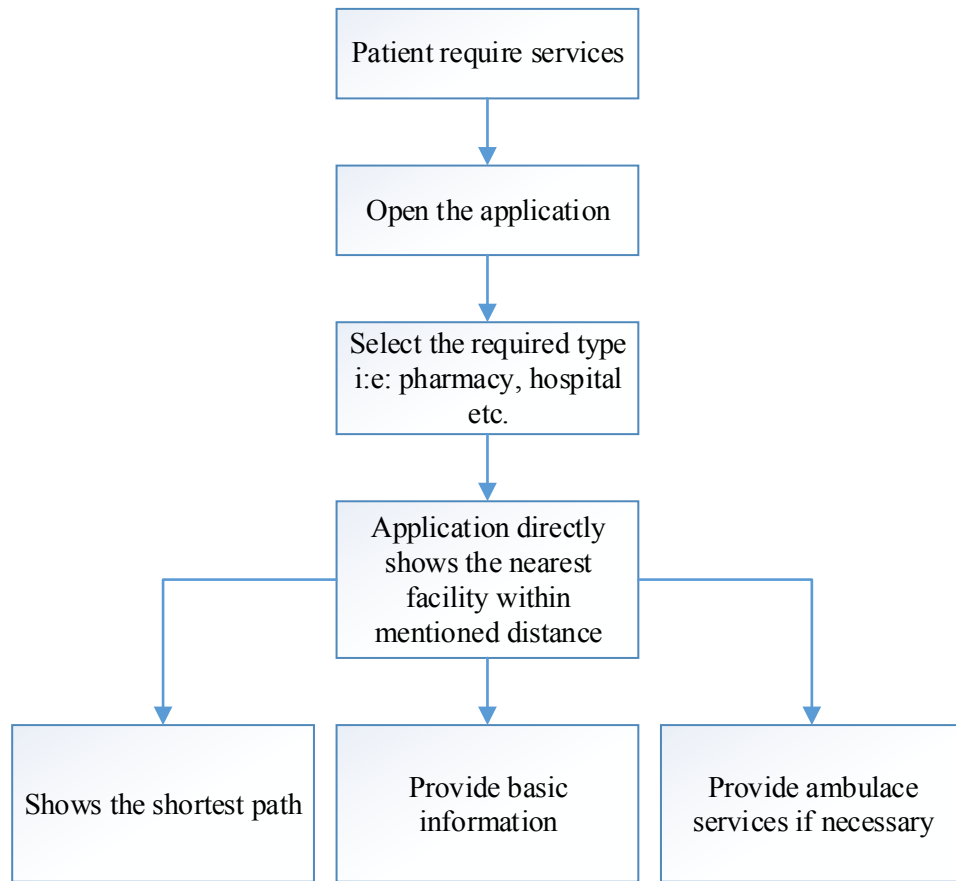 Patient require services
Open the application
Select the required type
i:e: pharmacy, hospital
etc.
Application directly
shows the nearest
facility within
mentioned distance
Shows the shortest path
Provide basic
information
Provide ambulace
services if necessary